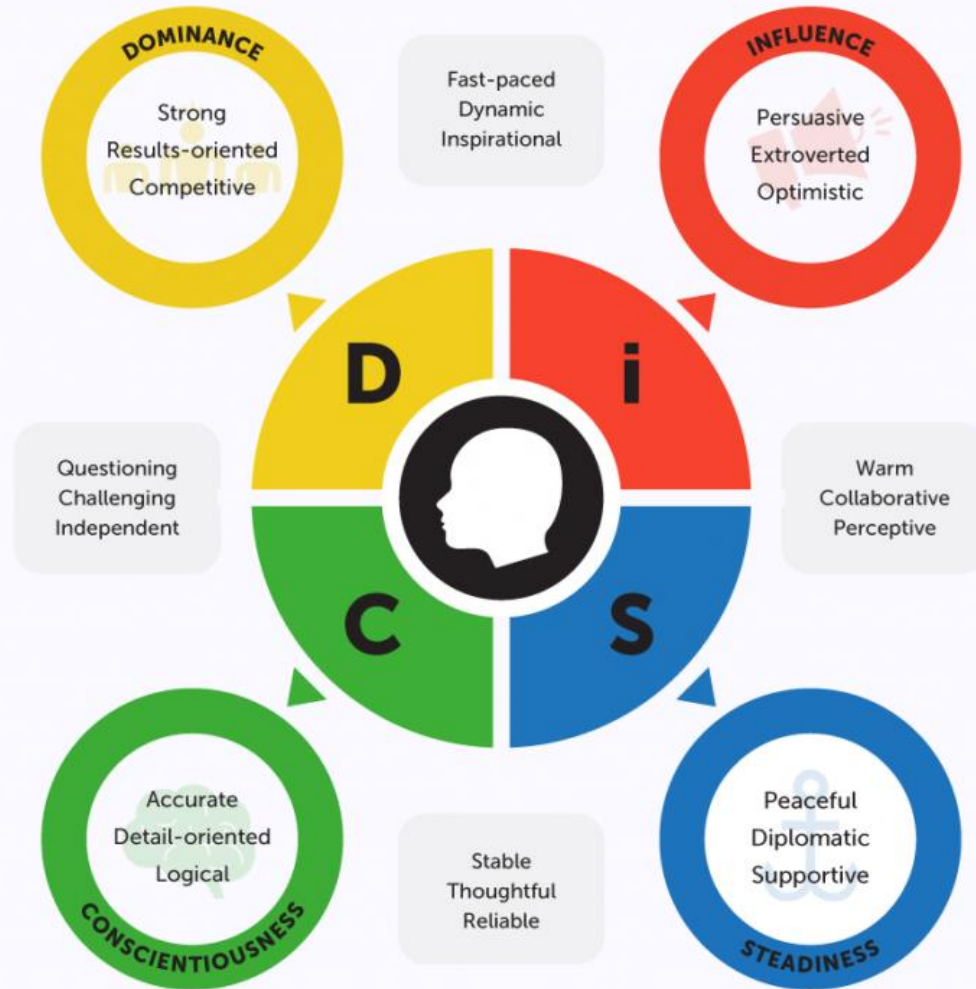 DOMINANCE
Strong
Results-oriented
Competitive
Fast-paced
Dynamic
Inspirational
INFLUENCE
Persuasive
Extroverted
Optimistic
D
i
Questioning
Challenging
Independent
Warm
Collaborative
Perceptive
C
S
Accurate
Detail-oriented
Logical
CONSCIENTIOUSNESS
Stable
Thoughtful
Reliable
Peaceful
Diplomatic
Supportive
STEADINESS